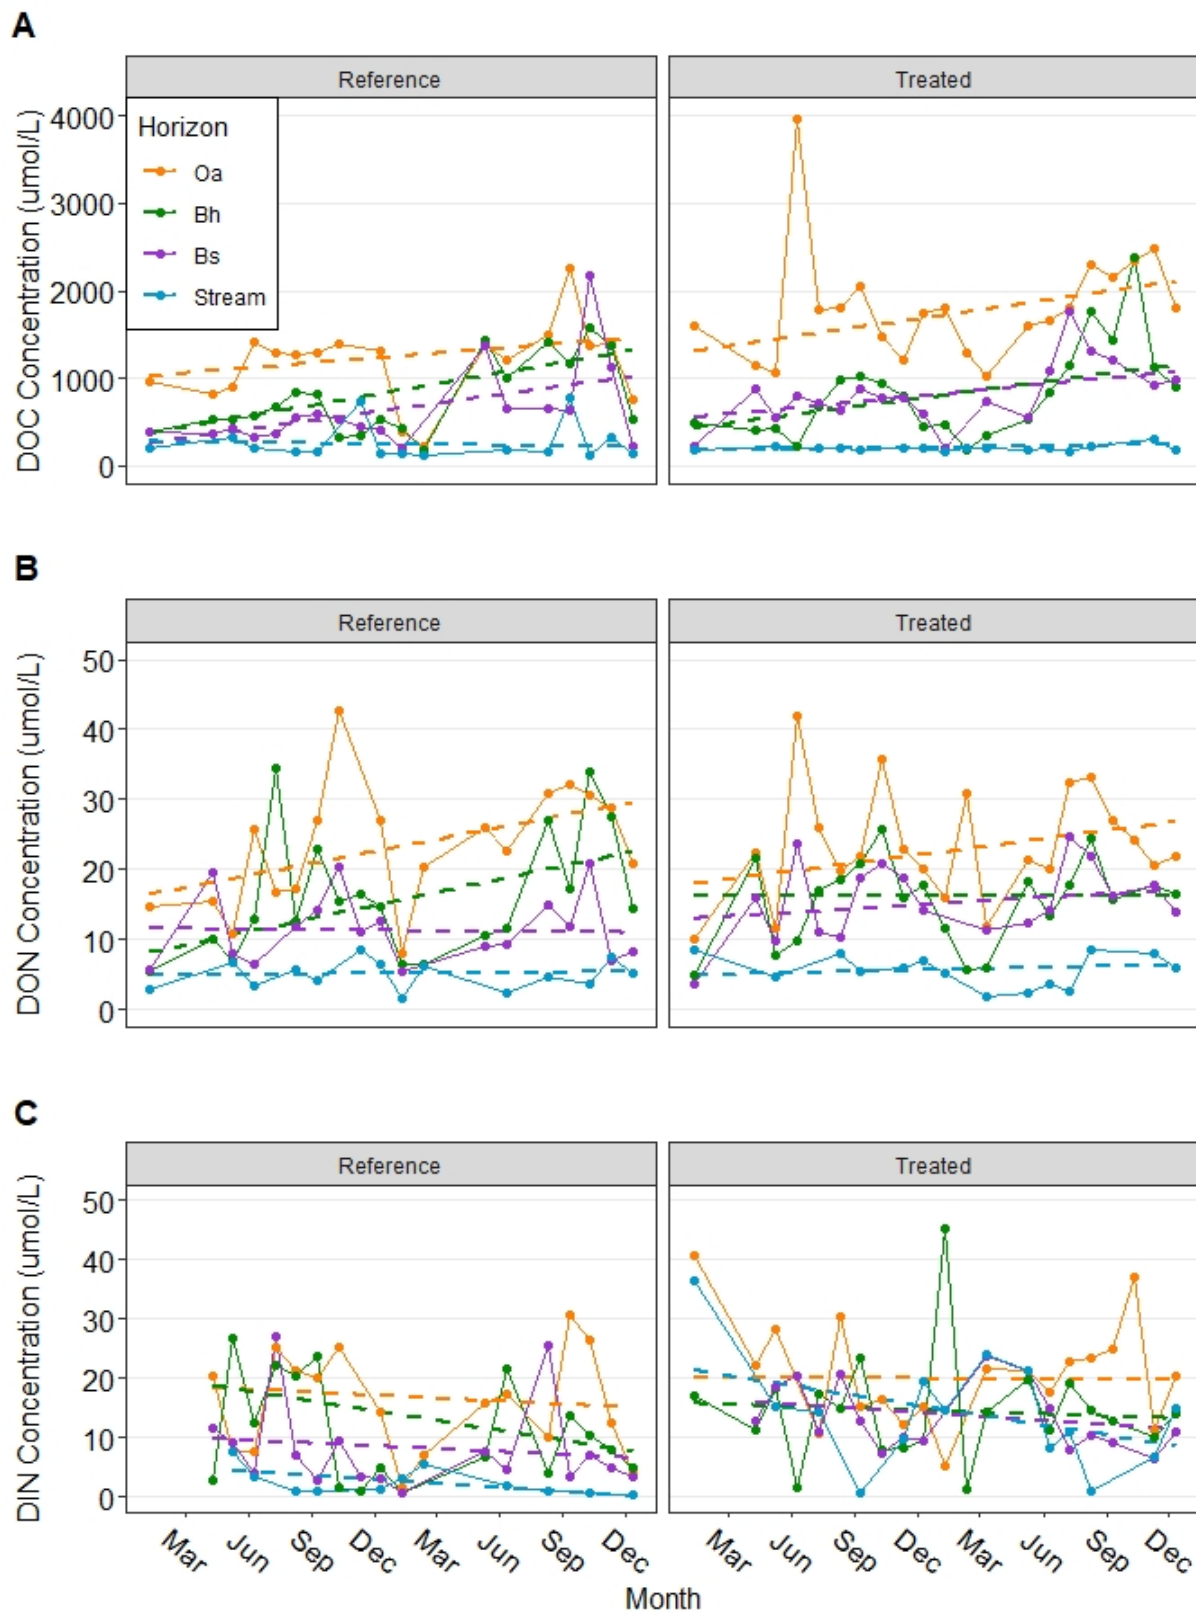 A
Reference Treated
DOC Concentration (umol/L)
4000
3000
2000
1000
0
Horizon
Oa
Bh
Bs
Stream
B
Reference Treated
DON Concentration (umol/L)
50
40
30
20
10
0
C
Reference Treated
DIN Concentration (umol/L)
50
40
30
20
10
0
Mar Jun Sep Dec Mar Jun Sep Dec Mar Jun Sep Dec Mar Jun Sep Dec
Month